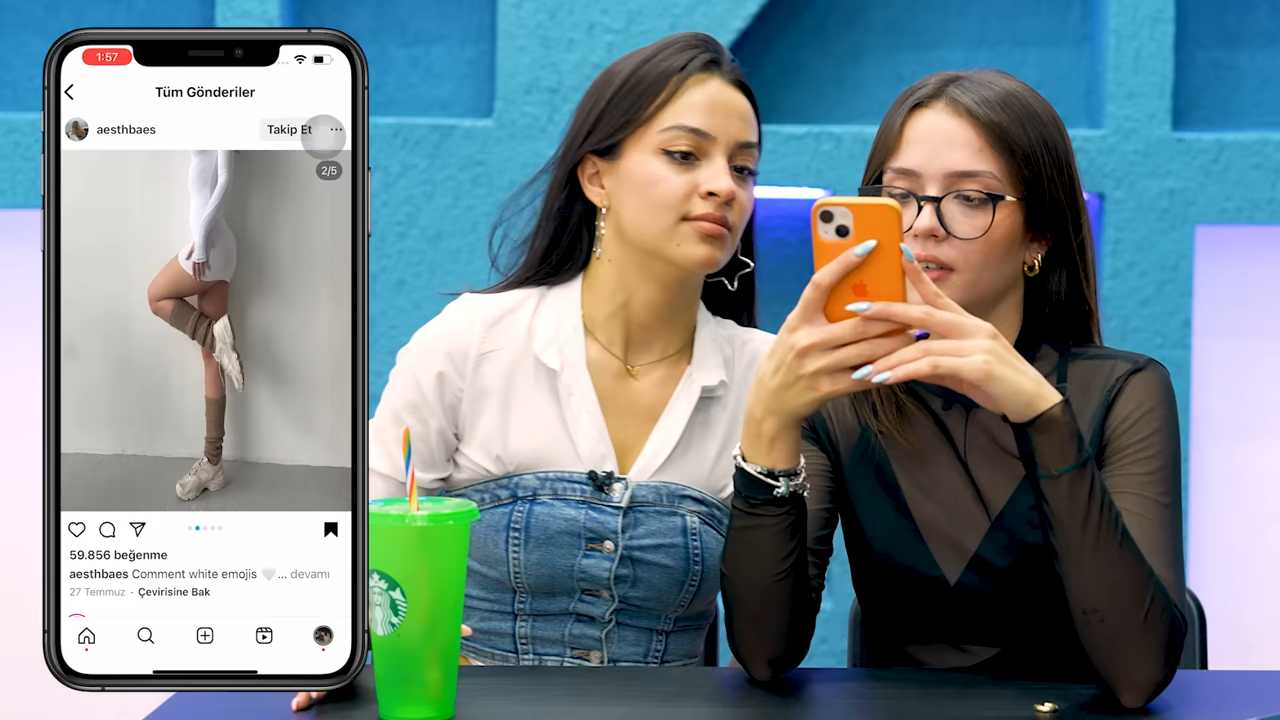 1:57
Tüm Gönderiler
aesthbaes
Takip Et
2/5
59.856 beğenme
aesthbaes Comment white emojis 🤍... devamı
27 Temmuz · Çevirisine Bak